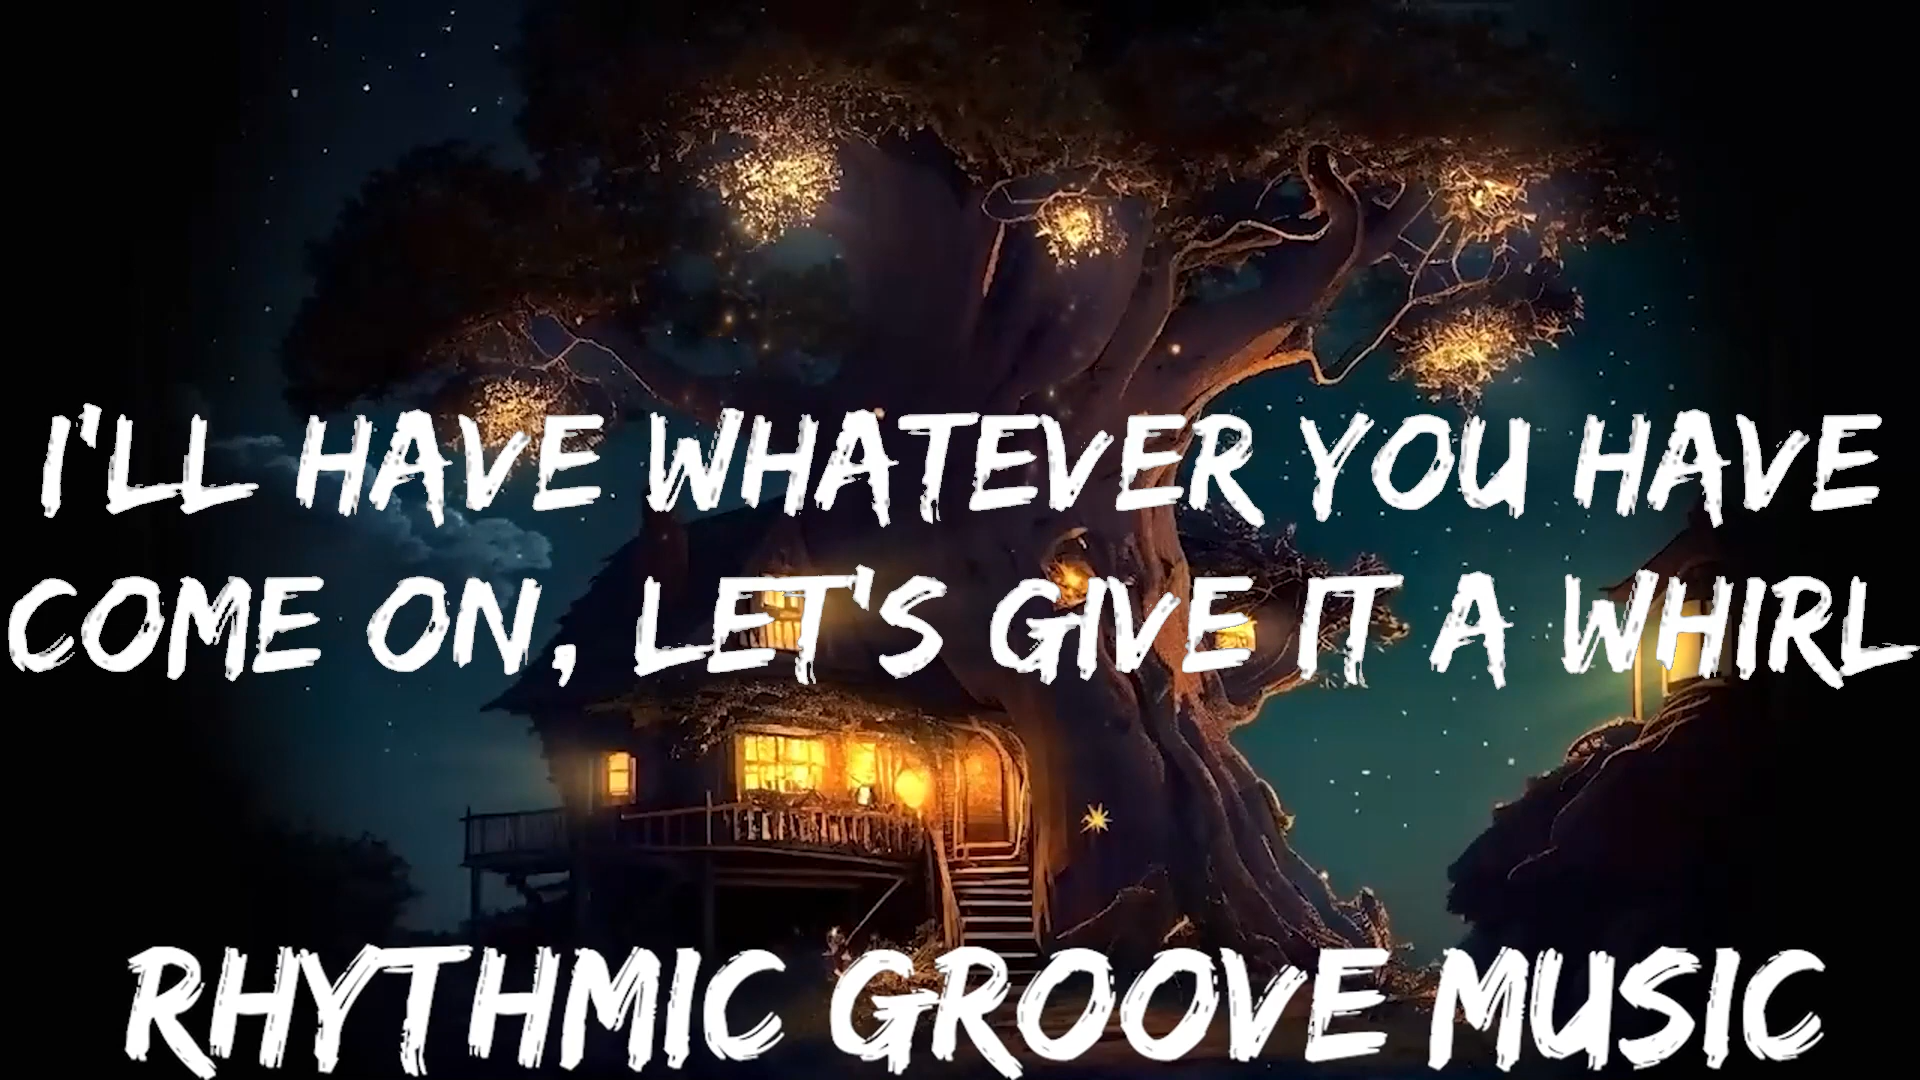 I'LL HAVE WHATEVER YOU HAVE
COME ON, LET'S GIVE IT A WHIRL
RHYTHMIC GROOVE MUSIC